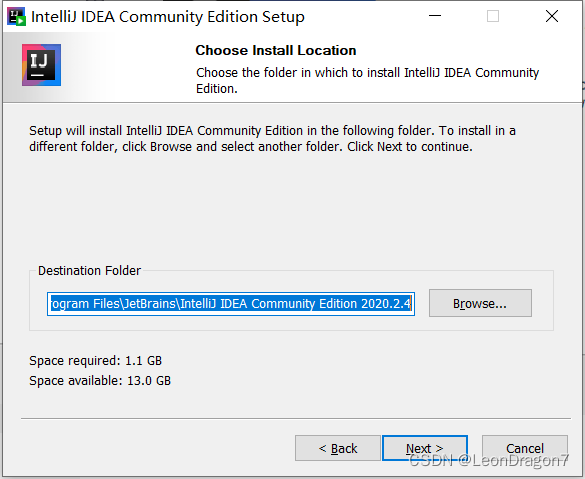 IntelliJ IDEA Community Edition Setup
IJ
Choose Install Location
Choose the folder in which to install IntelliJ IDEA Community
Edition.
Setup will install IntelliJ IDEA Community Edition in the following folder. To install in a
different folder, click Browse and select another folder. Click Next to continue.
Destination Folder
ogram Files\JetBrains\IntelliJ IDEA Community Edition 2020.2.4
Browse...
Space required: 1.1 GB
Space available: 13.0 GB
< Back
Next >
Cancel
CSDN @LeonDragon7